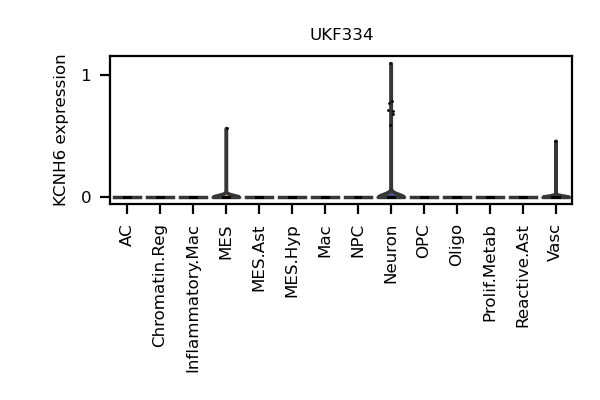 UKF334
KCNH6 expression
1
0
AC
Chromatin.Reg
Inflammatory.Mac
MES
MES.Ast
MES.Hyp
Mac
NPC
Neuron
OPC
Oligo
Prolif.Metab
Reactive.Ast
Vasc